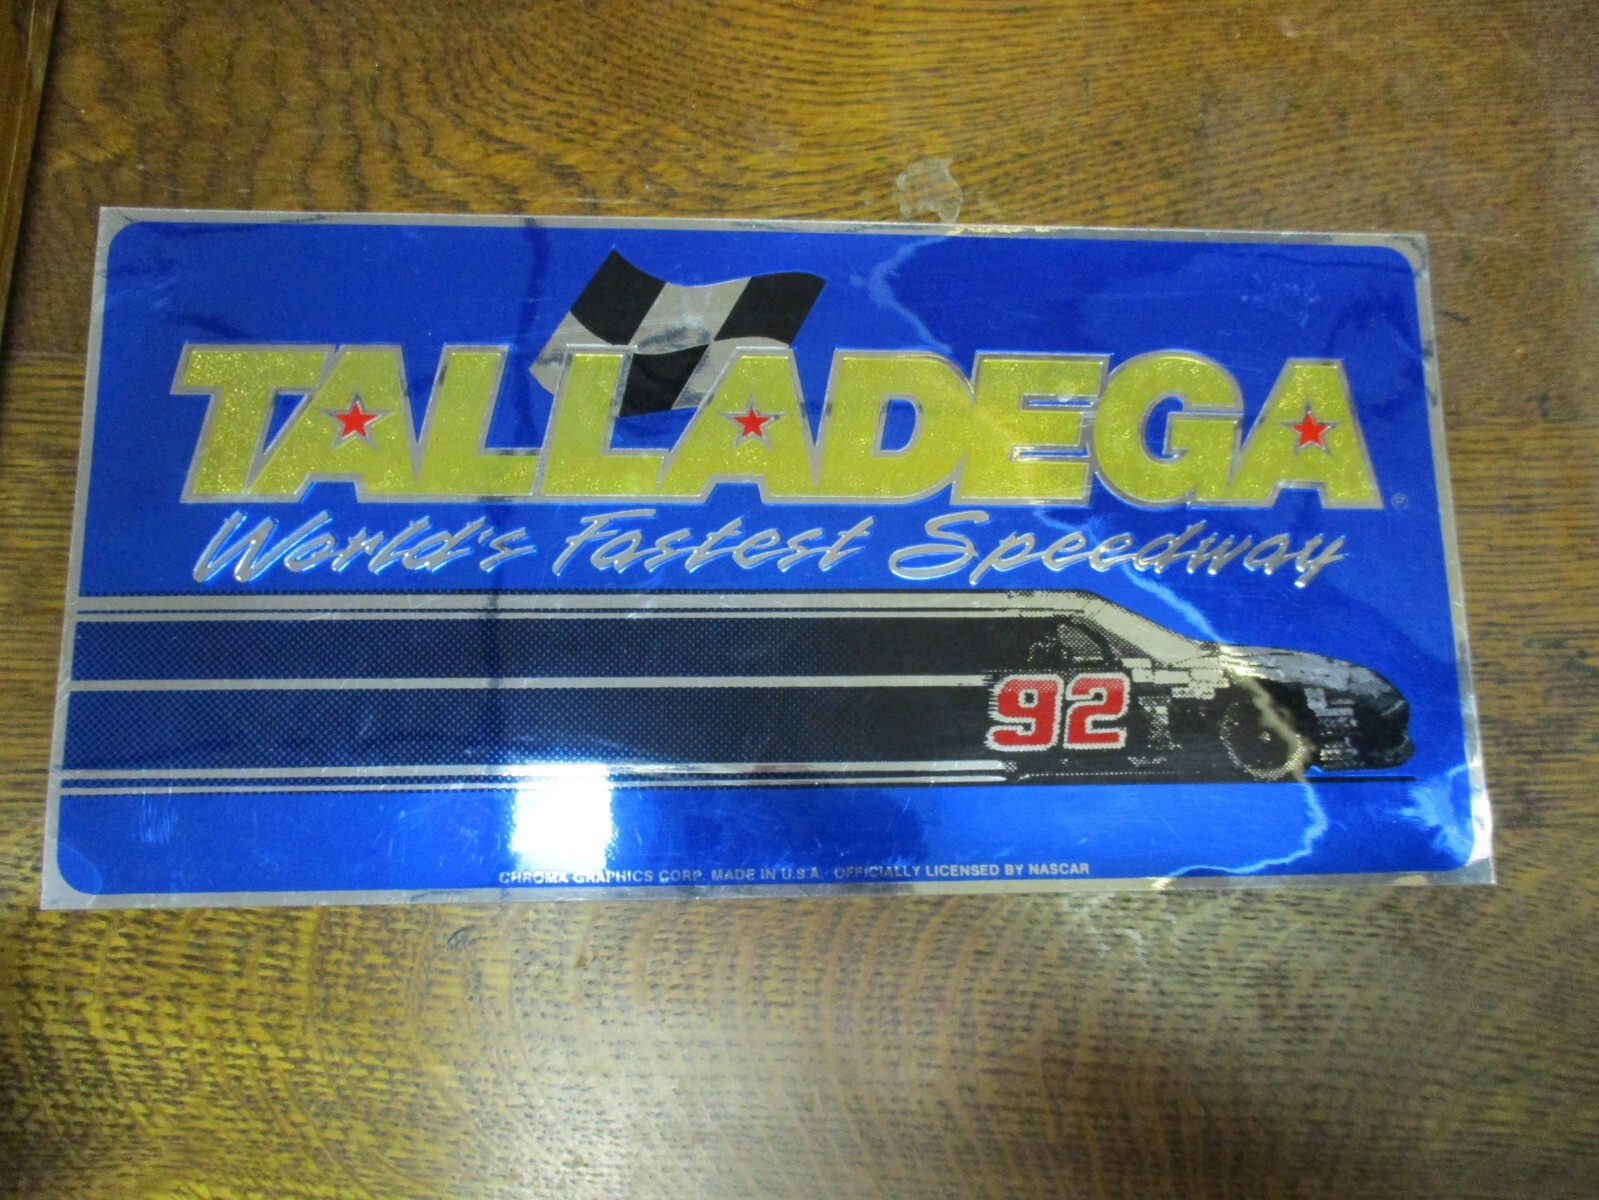 TALLADEGA ®
World's Fastest Speedway
92
CHROMA GRAPHICS CORP. MADE IN U.S.A. OFFICIALLY LICENSED BY NASCAR